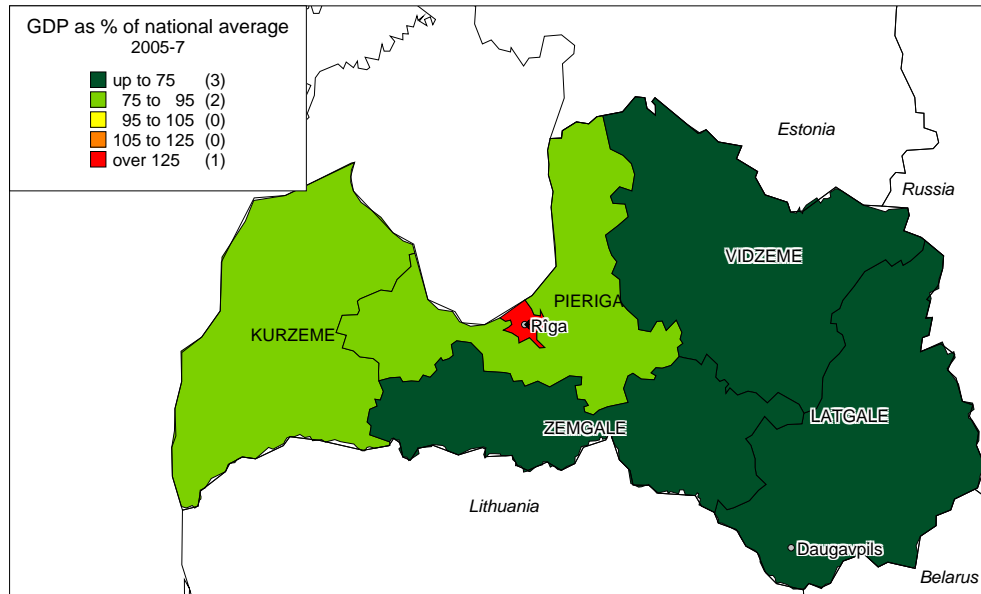 GDP as % of national average
2005-7
up to 75 (3)
75 to 95 (2)
95 to 105 (0)
105 to 125 (0)
over 125 (1)
Estonia
Russia
VIDZEME
PIERIGA
Rīga
KURZEME
LATGALE
ZEMGALE
Lithuania
Daugavpils
Belarus